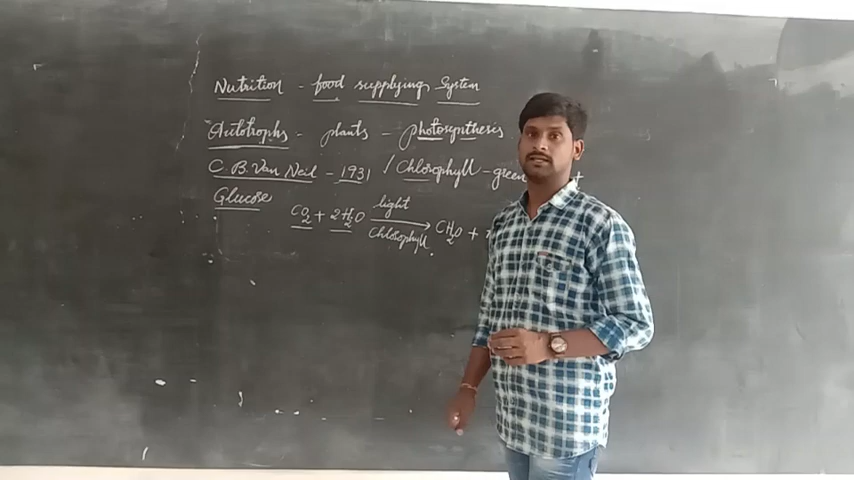 Nutrition - food supplying System
Autotrophs - plants - photosynthesis
C.B. Van Neil - 1931 / Chlorophyll - green
Glucose
CO2 + 2H2O light Chlorophyll → CH2O +